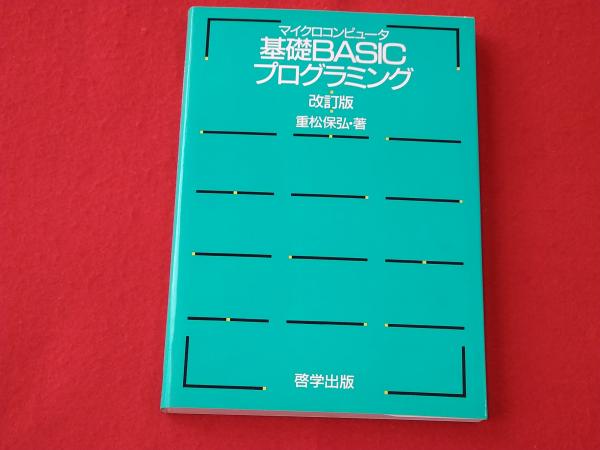 マイクロコンピュータ
基礎BASIC
プログラミング
改訂版
重松保弘・著
啓学出版